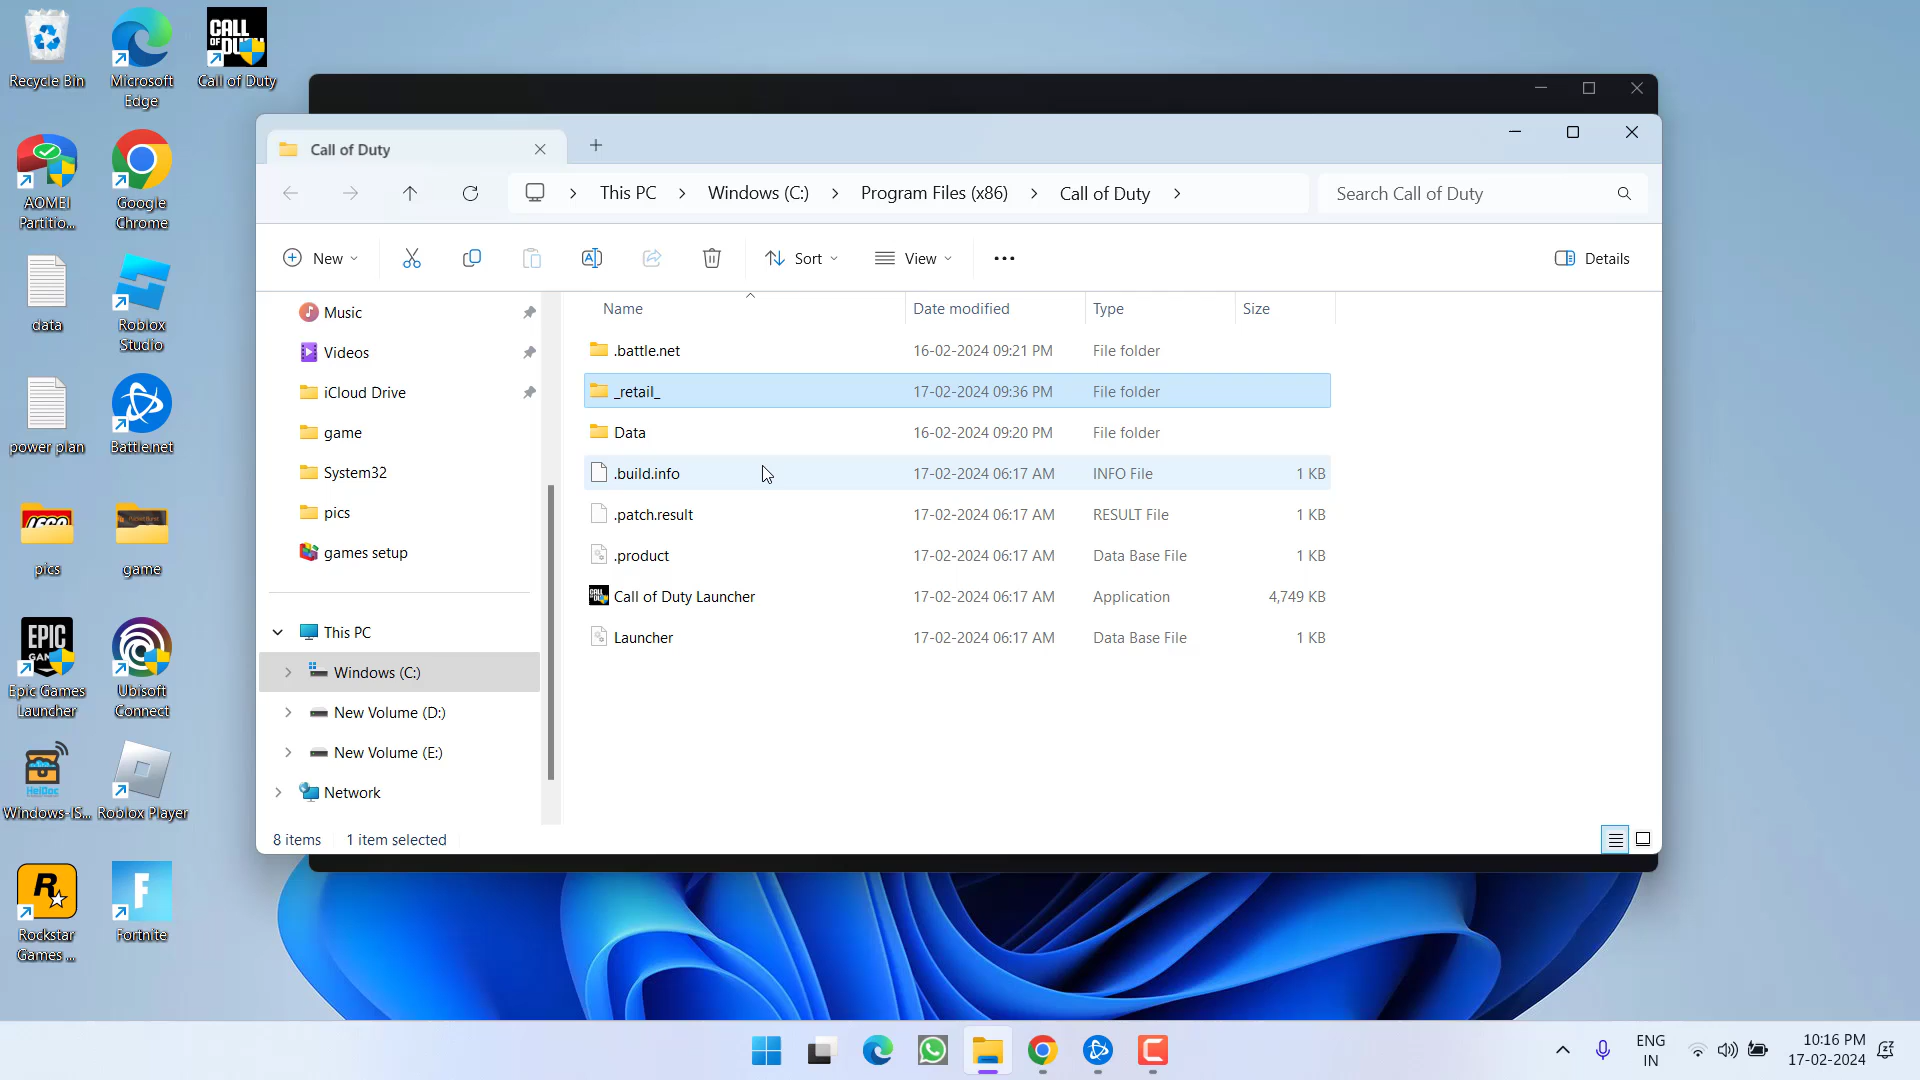 Recycle Bin
Microsoft
Edge
CALL
OF DUTY
Call of Duty
AOMEI
Partitio...
Google
Chrome
data
Roblox
Studio
power plan
Battle.net
LEGO
pics
game
EPIC
GAMES
Epic Games
Launcher
Ubisoft
Connect
HeiDoc
Windows-IS...
Roblox Player
Rockstar
Games ...
Fortnite
Call of Duty
This PC
Windows (C:)
Program Files (x86)
Call of Duty
Search Call of Duty
New
Sort
View
Details
Music
Videos
iCloud Drive
game
System32
pics
games setup
This PC
Windows (C:)
New Volume (D:)
New Volume (E:)
Network
Name Date modified Type Size
.battle.net 16-02-2024 09:21 PM File folder
_retail_ 17-02-2024 09:36 PM File folder
Data 16-02-2024 09:20 PM File folder
.build.info 17-02-2024 06:17 AM INFO File 1 KB
.patch.result 17-02-2024 06:17 AM RESULT File 1 KB
.product 17-02-2024 06:17 AM Data Base File 1 KB
Call of Duty Launcher 17-02-2024 06:17 AM Application 4,749 KB
Launcher 17-02-2024 06:17 AM Data Base File 1 KB
8 items 1 item selected
ENG
IN
10:16 PM
17-02-2024